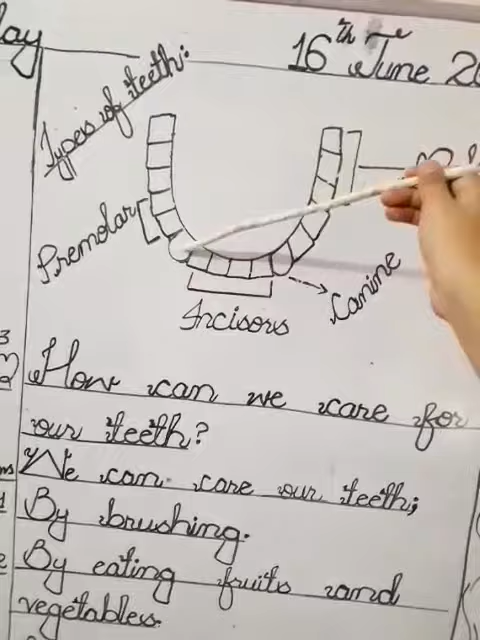 16th June
Types of teeth:
Premolar
Canine
Incisors
How can we care for
our teeth?
We can care our teeth;
By brushing.
By eating fruits and
vegetables.